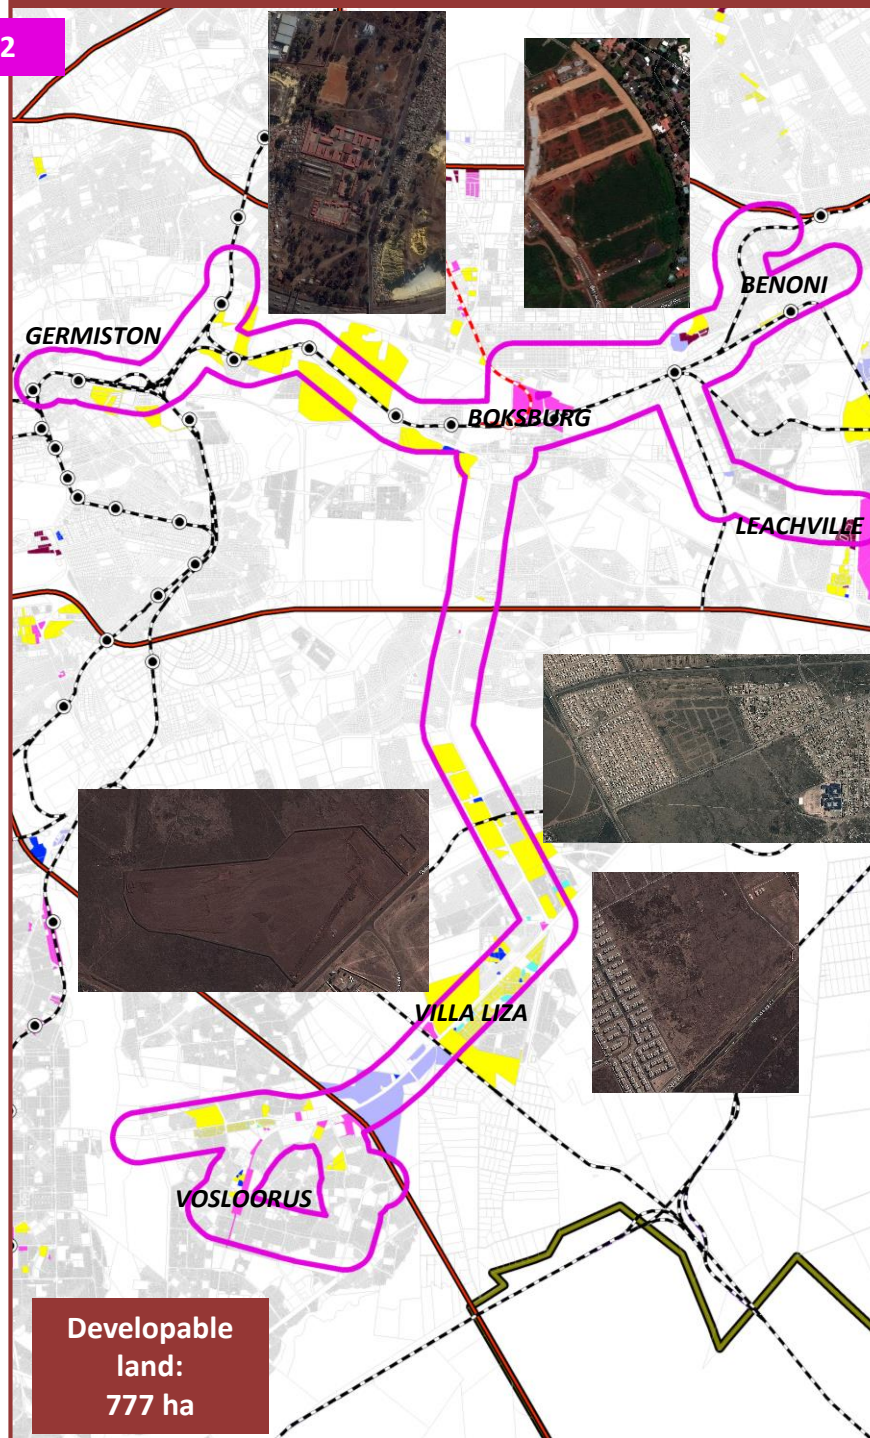 2
BENONI
GERMISTON
BOKSBURG
LEACHVILLE
VILLA LIZA
VOSLOORUS
Developable
land:
777 ha